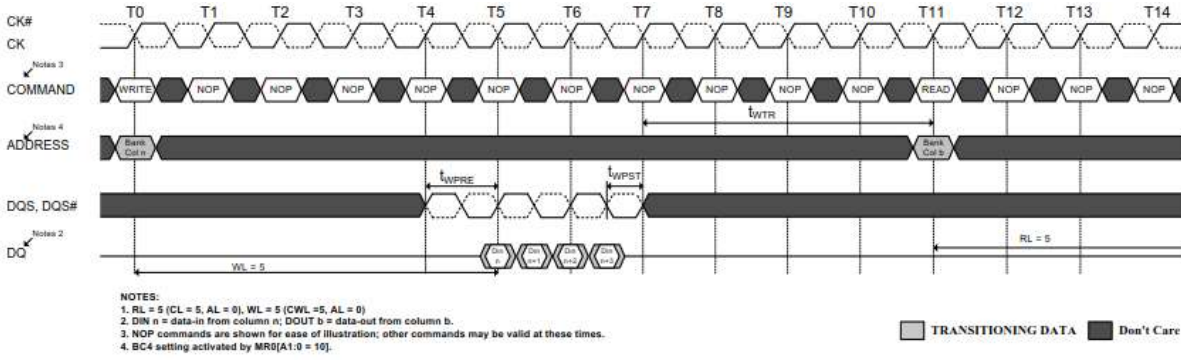 T0 T1 T2 T3 T4 T5 T6 T7 T8 T9 T10 T11 T12 T13 T14
CK#
CK
Notes 3
COMMAND WRITE NOP NOP NOP NOP NOP NOP NOP NOP NOP NOP READ NOP NOP NOP
tWTR
Notes 4
ADDRESS Bank Col n Bank Col b
tWPRE tWPST
DQS, DQS#
Notes 2
DQ Din n Din n+1 Din n+2 Din n+3
RL = 5
WL = 5
NOTES:
1. RL = 5 (CL = 5, AL = 0), WL = 5 (CWL =5, AL = 0)
2. DIN n = data-in from column n; DOUT b = data-out from column b.
3. NOP commands are shown for ease of illustration; other commands may be valid at these times.
4. BC4 setting activated by MR0[A1:0 = 10].
TRANSITIONING DATA Don't Care